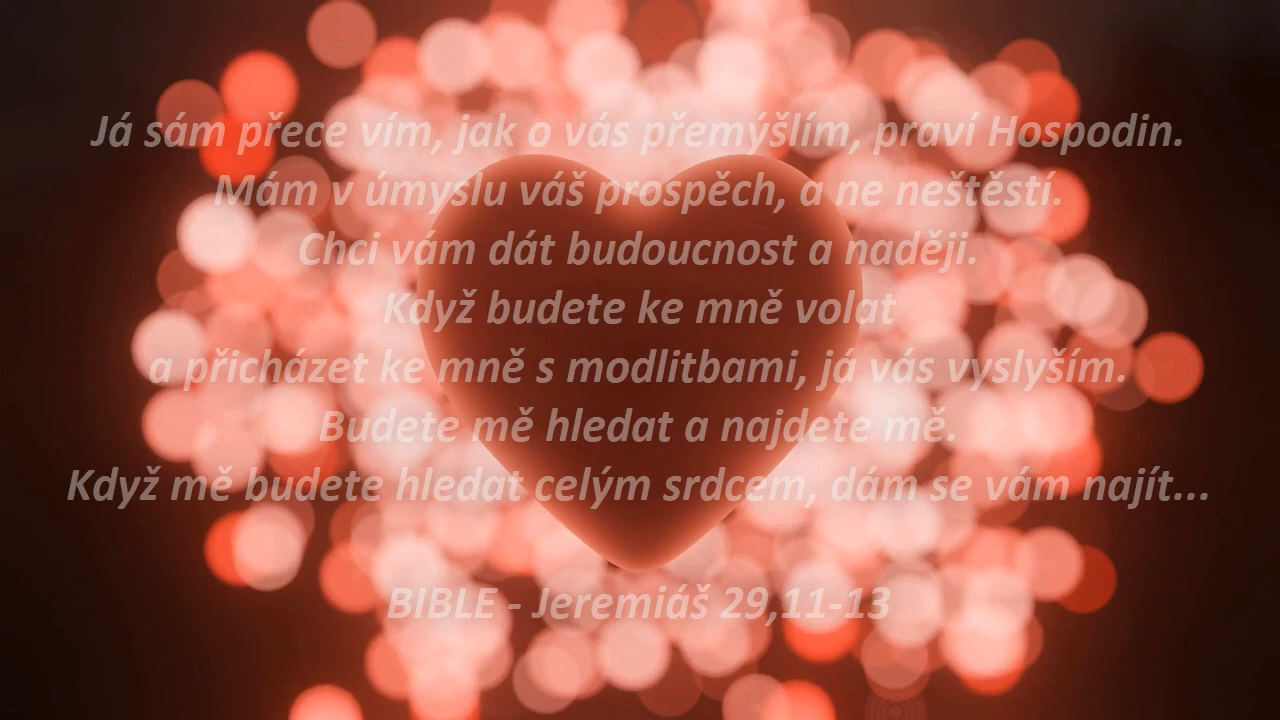 Já sám přece vím, jak o vás přemýšlím, praví Hospodin.
Mám v úmyslu váš prospěch, a ne neštěstí.
Chci vám dát budoucnost a naději.
Když budete ke mně volat
a přicházet ke mně s modlitbami, já vás vyslyším.
Budete mě hledat a najdete mě.
Když mě budete hledat celým srdcem, dám se vám najít...
BIBLE - Jeremiáš 29,11-13